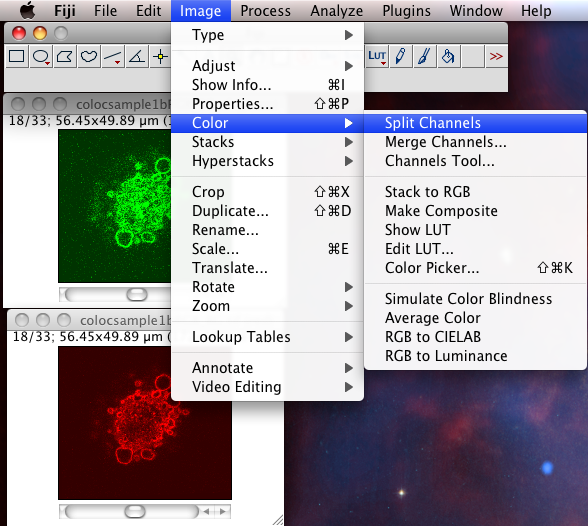 Fiji File Edit Image Process Analyze Plugins Window Help
LUT >>
Type
Adjust
Show Info... ⌘I
Properties... ⇧⌘P
Color
Stacks
Hyperstacks
Crop ⇧⌘X
Duplicate... ⇧⌘D
Rename...
Scale... ⌘E
Translate...
Rotate
Zoom
Lookup Tables
Annotate
Video Editing
Split Channels
Merge Channels...
Channels Tool...
Stack to RGB
Make Composite
Show LUT
Edit LUT...
Color Picker... ⇧⌘K
Simulate Color Blindness
Average Color
RGB to CIELAB
RGB to Luminance
colocsample1b
18/33; 56.45x49.89 µm (
colocsample1b
18/33; 56.45x49.89 µm (